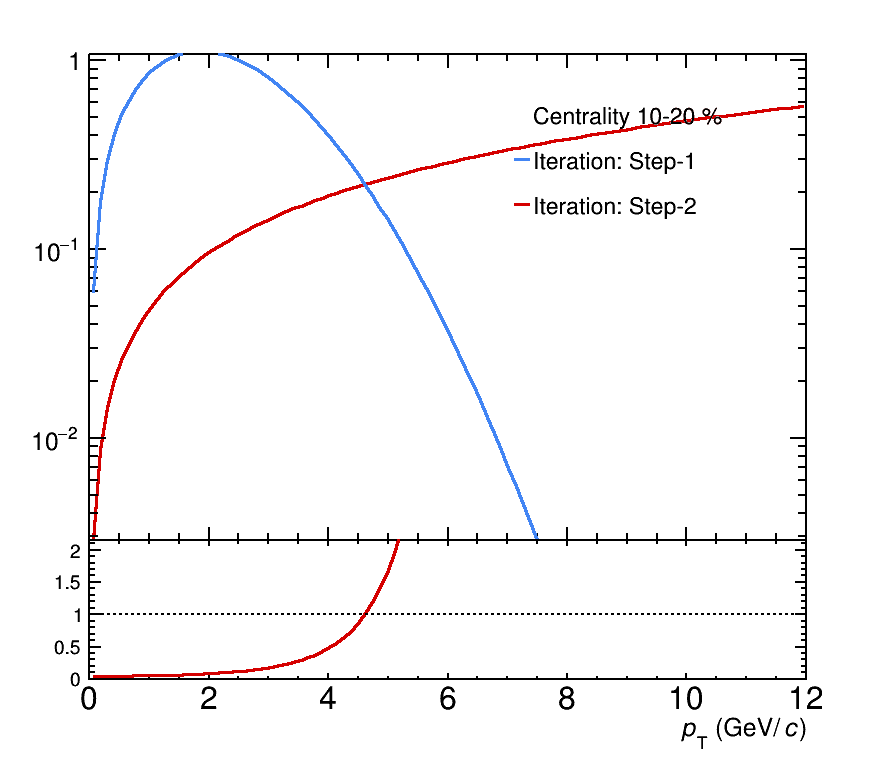 1
Centrality 10-20 %
Iteration: Step-1
Iteration: Step-2
10⁻¹
10⁻²
2
1.5
1
0.5
0
0 2 4 6 8 10 12
p_T (GeV/c)